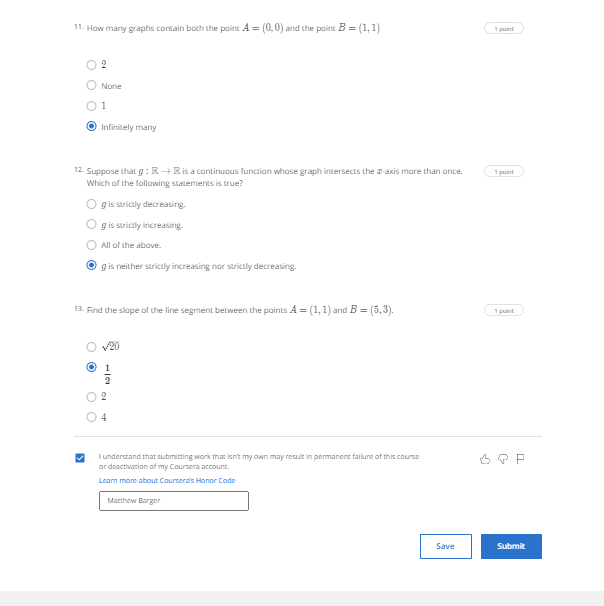 11. How many graphs contain both the point A = (0, 0) and the point B = (1, 1)
1 point
2
None
1
Infinitely many
12. Suppose that g : ℝ → ℝ is a continuous function whose graph intersects the x-axis more than once.
1 point
Which of the following statements is true?
g is strictly decreasing.
g is strictly increasing.
All of the above.
g is neither strictly increasing nor strictly decreasing.
13. Find the slope of the line segment between the points A = (1, 1) and B = (5, 3).
1 point
√20
1/2
2
4
I understand that submitting work that isn't my own may result in permanent failure of this course
or deactivation of my Coursera account.
Learn more about Coursera's Honor Code
Matthew Barger
Save
Submit